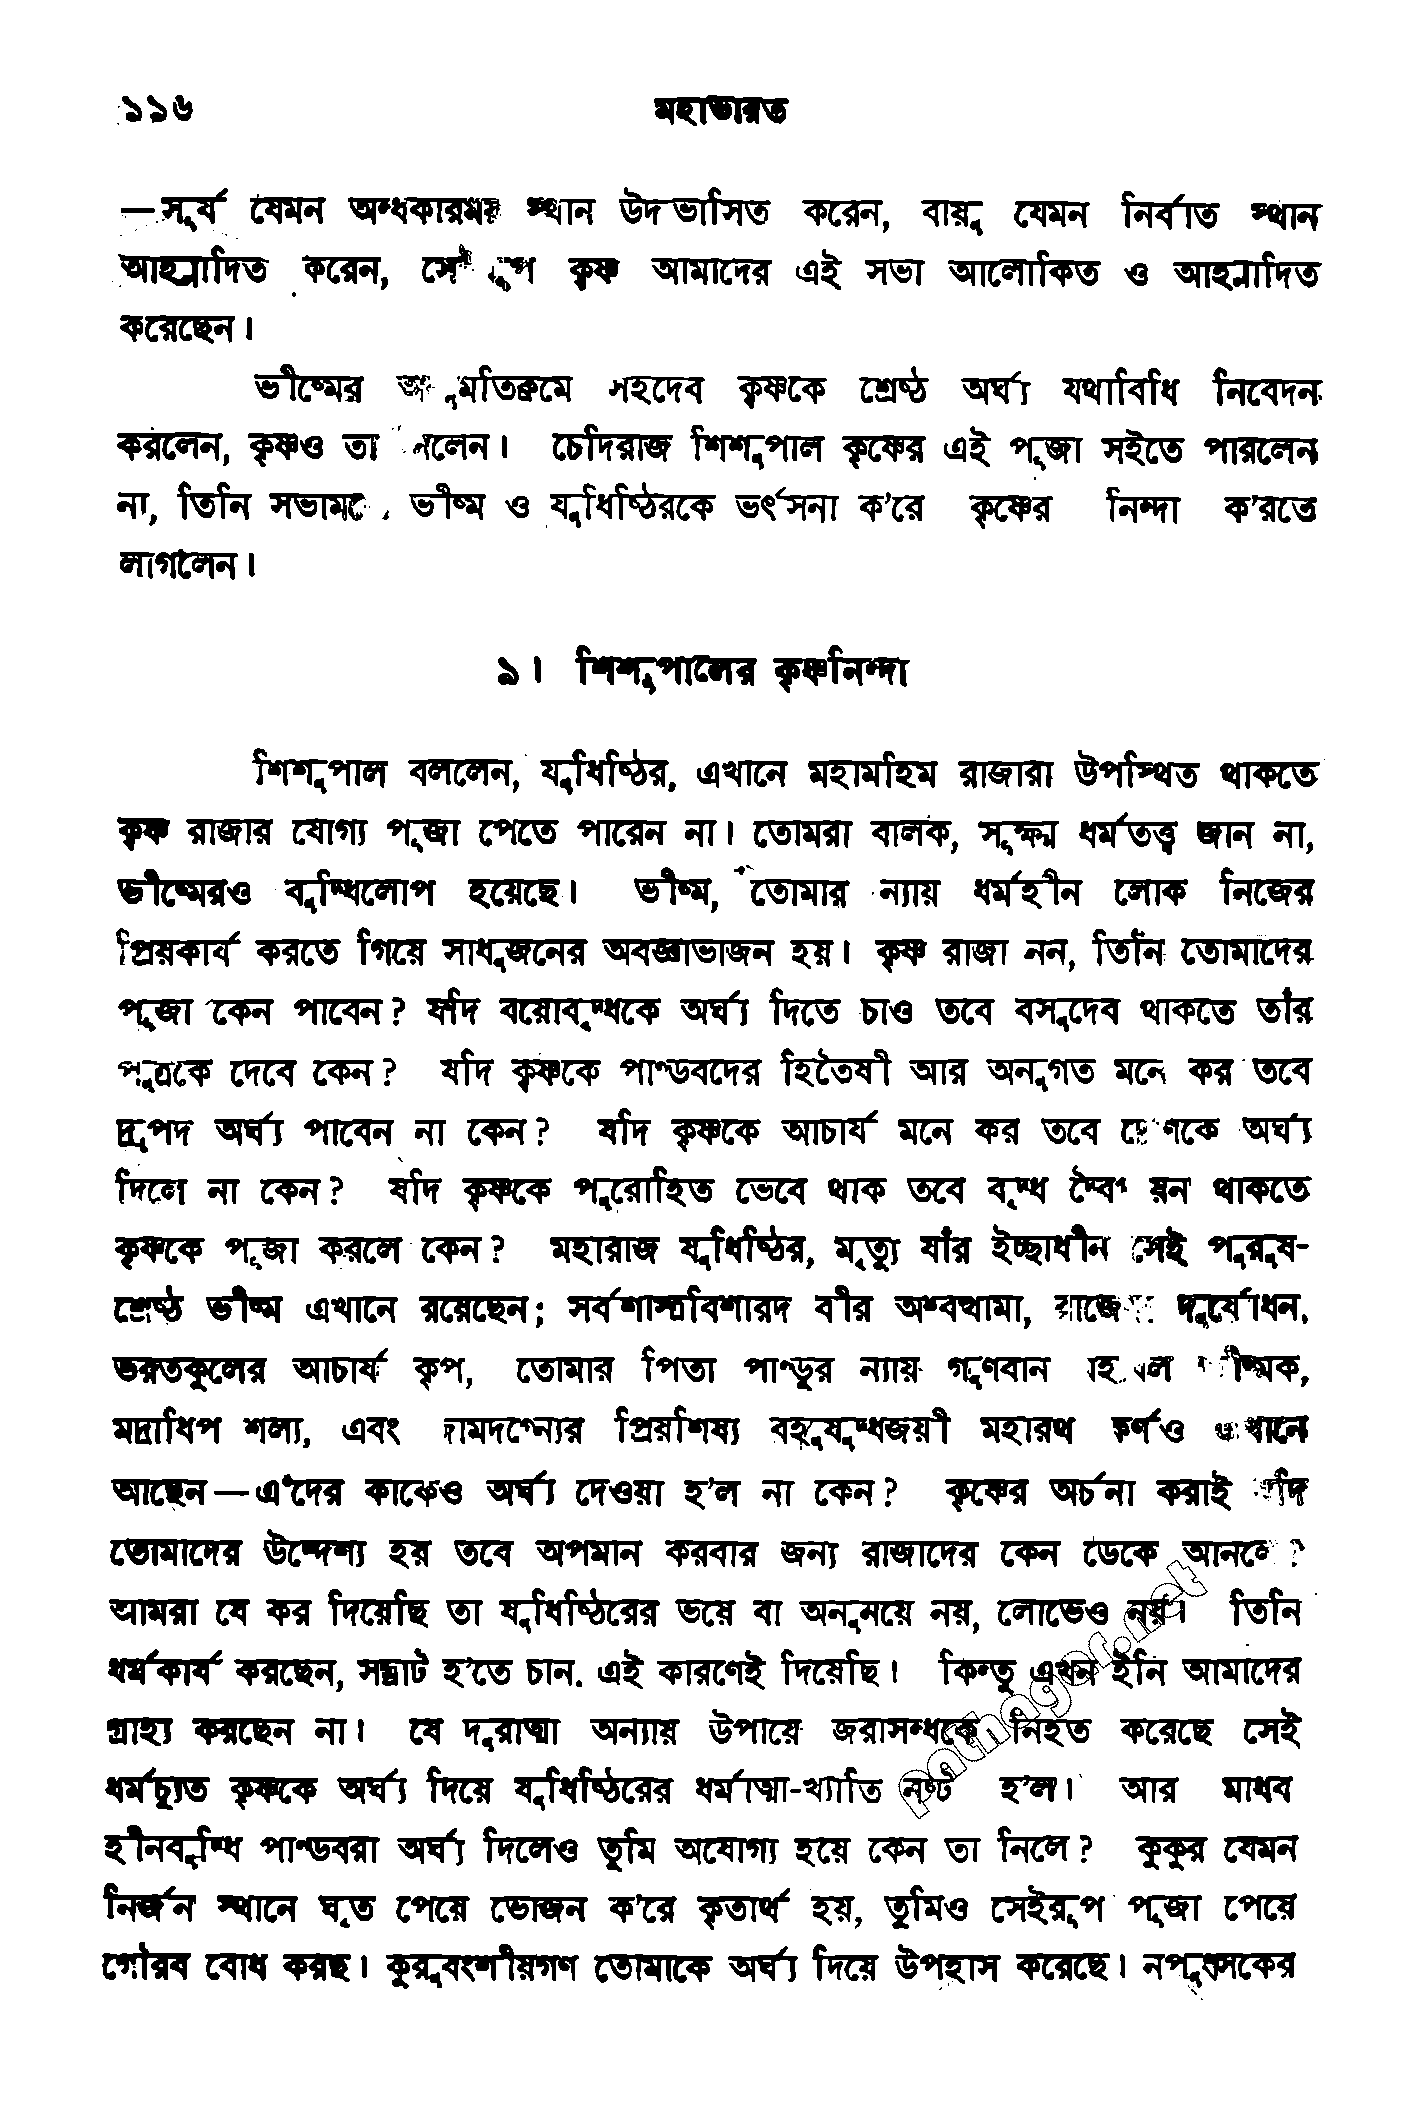 ১১৬ মহাভারত
—সূর্য যেমন অন্ধকারময় স্থান উদ্‌ভাসিত করেন, বায়ু যেমন নির্বাত স্থান
আহ্লাদিত করেন, কৃষ্ণ আমাদের এই সভা আলোকিত ও আহ্লাদিত
করেছেন।
ভীষ্মের অনুমতিক্রমে সহদেব কৃষ্ণকে শ্রেষ্ঠ অর্ঘ্য যথাবিধি নিবেদন
করলেন, কৃষ্ণও তা নিলেন। চেদিরাজ শিশুপাল কৃষ্ণের এই পূজা সইতে পারলেন
না, তিনি সভামধ্যে ভীষ্ম ও যুধিষ্ঠিরকে ভর্ৎসনা ক'রে কৃষ্ণের নিন্দা ক'রতে
লাগলেন।
৯। শিশুপালের কৃষ্ণনিন্দা
শিশুপাল বললেন, যুধিষ্ঠির, এখানে মহামহিম রাজারা উপস্থিত থাকতে
কৃষ্ণ রাজার যোগ্য পূজা পেতে পারেন না। তোমরা বালক, সূক্ষ্ম ধর্মতত্ত্ব জান না,
ভীষ্মেরও বুদ্ধিলোপ হয়েছে। ভীষ্ম, তোমার ন্যায় ধর্মহীন লোক নিজের
প্রিয়কার্য করতে গিয়ে সাধুজনের অবজ্ঞাভাজন হয়। কৃষ্ণ রাজা নন, তিনি তোমাদের
পূজা কেন পাবেন? যদি বয়োবৃদ্ধকে অর্ঘ্য দিতে চাও তবে বসুদেব থাকতে তাঁর
পুত্রকে দেবে কেন? যদি কৃষ্ণকে পাণ্ডবদের হিতৈষী আর অনুগত মনে কর তবে
দ্রুপদ অর্ঘ্য পাবেন না কেন? যদি কৃষ্ণকে আচার্য মনে কর তবে দ্রোণকে অর্ঘ্য
দিলে না কেন? যদি কৃষ্ণকে পুরোহিত ভেবে থাক তবে বৃদ্ধ দ্বৈপায়ন থাকতে
কৃষ্ণকে পূজা করলে কেন? মহারাজ যুধিষ্ঠির, মৃত্যু যাঁর ইচ্ছাধীন সেই পুরুষ-
শ্রেষ্ঠ ভীষ্ম এখানে রয়েছেন; সর্বশাস্ত্রবিশারদ বীর অশ্বত্থামা, রাজেন্দ্র দুর্যোধন,
ভরতকুলের আচার্য কৃপ, তোমার পিতা পাণ্ডুর ন্যায় গুণবান ভীষ্মক,
মদ্রাধিপ শল্য, এবং জামদগ্ন্যের প্রিয়শিষ্য বহুযুদ্ধজয়ী মহারথ কর্ণও এখানে
আছেন—এঁদের কাকেও অর্ঘ্য দেওয়া হ'ল না কেন? কৃষ্ণের অর্চনা করাই যদি
তোমাদের উদ্দেশ্য হয় তবে অপমান করবার জন্য রাজাদের কেন ডেকে আনলে?
আমরা যে কর দিয়েছি তা যুধিষ্ঠিরের ভয়ে বা অনুনয়ে নয়, লোভেও নয়। তিনি
ধর্মকার্য করছেন, সম্রাট হ'তে চান, এই কারণেই দিয়েছি। কিন্তু এখন ইনি আমাদের
গ্রাহ্য করছেন না। যে দুরাত্মা অন্যায় উপায়ে জরাসন্ধকে নিহত করেছে সেই
ধর্মচ্যুত কৃষ্ণকে অর্ঘ্য দিয়ে যুধিষ্ঠিরের ধর্মাত্মা-খ্যাতি নষ্ট হ'ল। আর মাধব
হীনবুদ্ধি পাণ্ডবরা অর্ঘ্য দিলেও তুমি অযোগ্য হয়ে কেন তা নিলে? কুকুর যেমন
নির্জন স্থানে ঘৃত পেয়ে ভোজন ক'রে কৃতার্থ হয়, তুমিও সেইরূপ পূজা পেয়ে
গৌরব বোধ করছ। কুরুবংশীয়গণ তোমাকে অর্ঘ্য দিয়ে উপহাস করেছে। নপুংসকের
pathagar.net